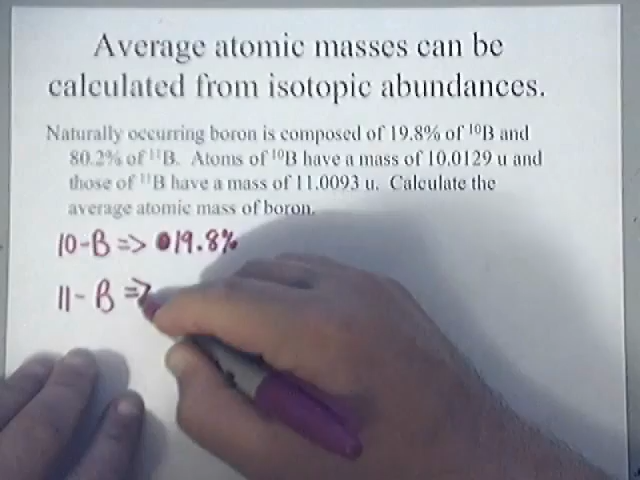 Average atomic masses can be
calculated from isotopic abundances.
Naturally occurring boron is composed of 19.8% of ¹⁰B and
80.2% of ¹¹B. Atoms of ¹⁰B have a mass of 10.0129 u and
those of ¹¹B have a mass of 11.0093 u. Calculate the
average atomic mass of boron.
10-B => 19.8%
11-B =>